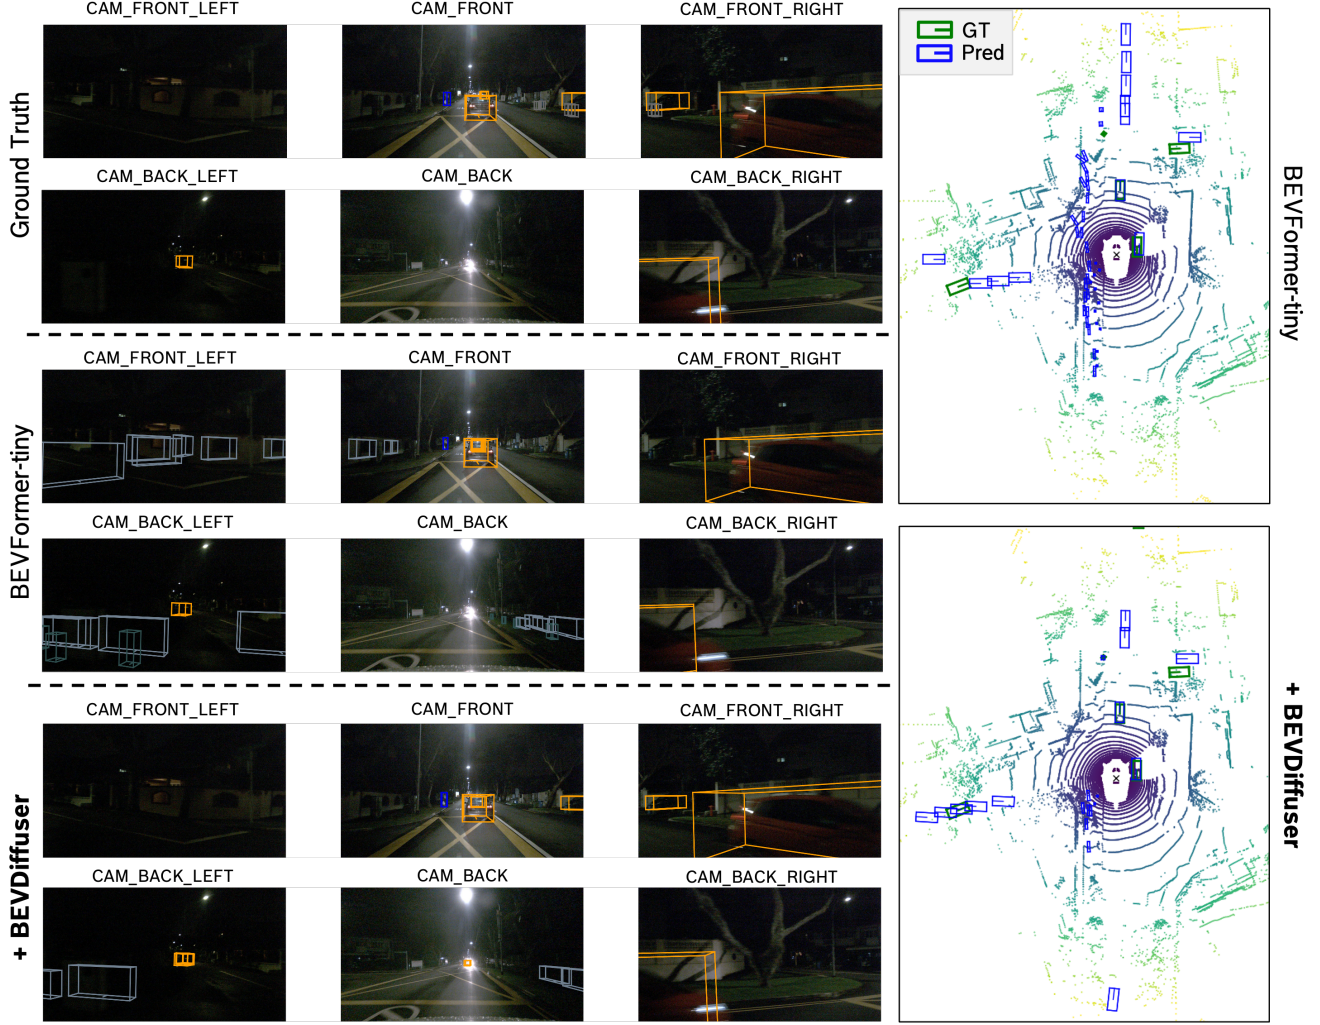 CAM_FRONT_LEFT CAM_FRONT CAM_FRONT_RIGHT
Ground Truth
CAM_BACK_LEFT CAM_BACK CAM_BACK_RIGHT
CAM_FRONT_LEFT CAM_FRONT CAM_FRONT_RIGHT
BEVFormer-tiny
CAM_BACK_LEFT CAM_BACK CAM_BACK_RIGHT
CAM_FRONT_LEFT CAM_FRONT CAM_FRONT_RIGHT
+ BEVDiffuser
CAM_BACK_LEFT CAM_BACK CAM_BACK_RIGHT
GT
Pred
BEVFormer-tiny
+ BEVDiffuser